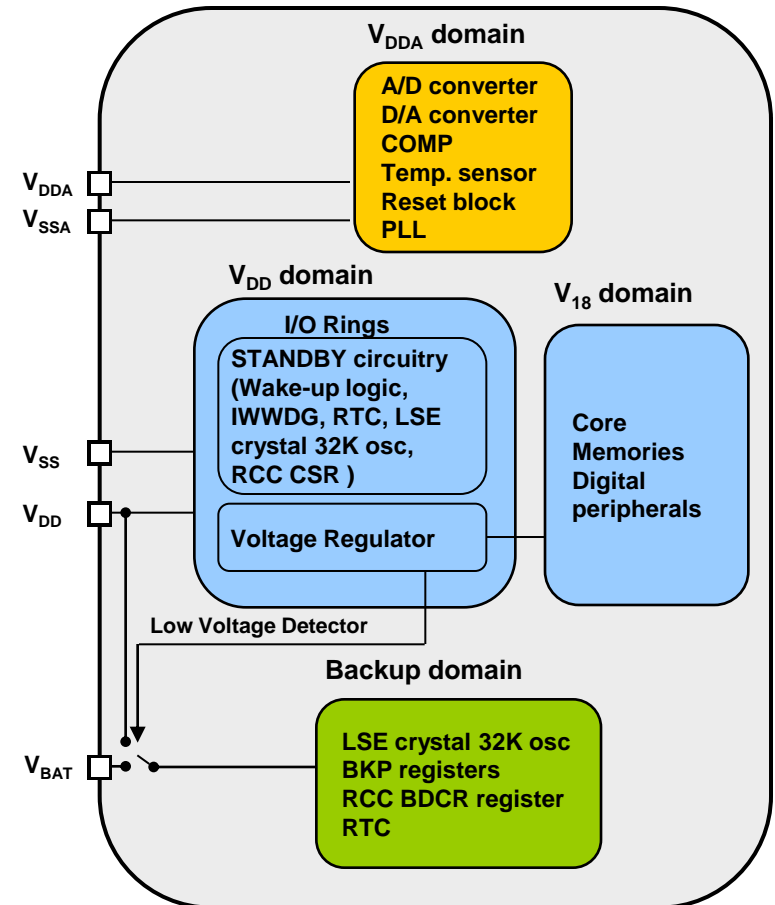 VDDA domain
A/D converter
D/A converter
COMP
Temp. sensor
Reset block
PLL
VDDA
VSSA
VDD domain
V18 domain
I/O Rings
STANDBY circuitry
(Wake-up logic,
IWWDG, RTC, LSE
crystal 32K osc,
RCC CSR )
Voltage Regulator
Core
Memories
Digital
peripherals
VSS
VDD
Low Voltage Detector
Backup domain
LSE crystal 32K osc
BKP registers
RCC BDCR register
RTC
VBAT